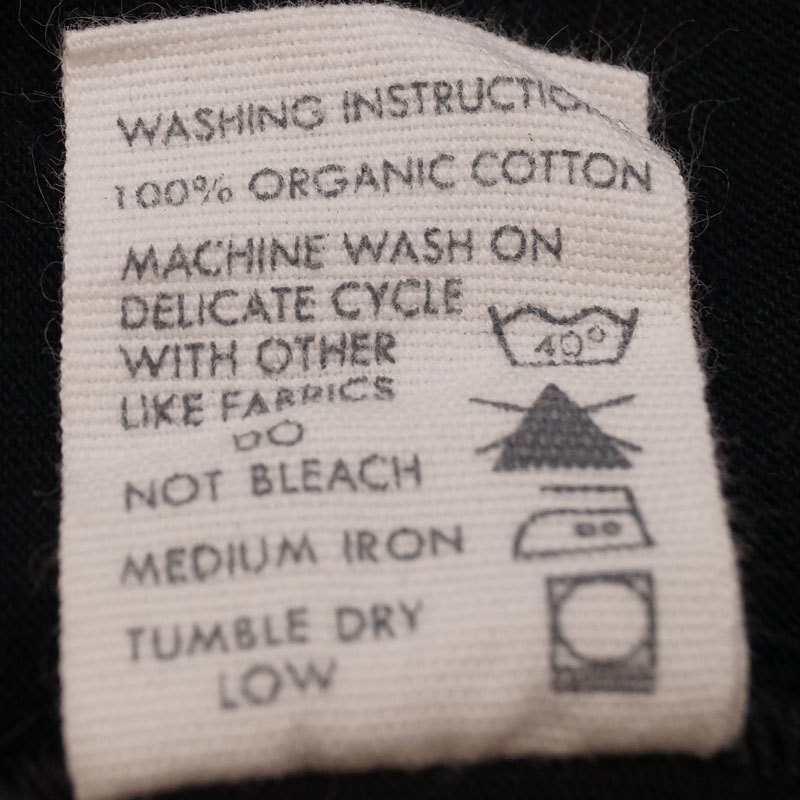 WASHING INSTRUCTIO
100% ORGANIC COTTON
MACHINE WASH ON
DELICATE CYCLE
WITH OTHER
LIKE FABRICS
40°
DO
NOT BLEACH
MEDIUM IRON
TUMBLE DRY
LOW